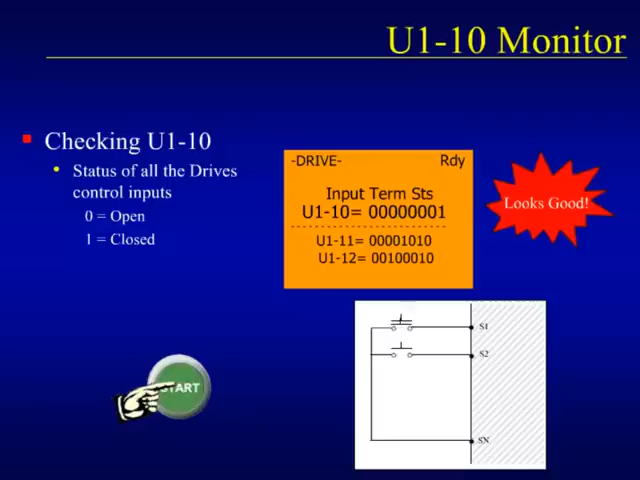 U1-10 Monitor
Checking U1-10
Status of all the Drives
control inputs
0 = Open
1 = Closed
-DRIVE- Rdy
Input Term Sts
U1-10= 00000001
U1-11= 00001010
U1-12= 00100010
Looks Good!
S1
S2
SN
START